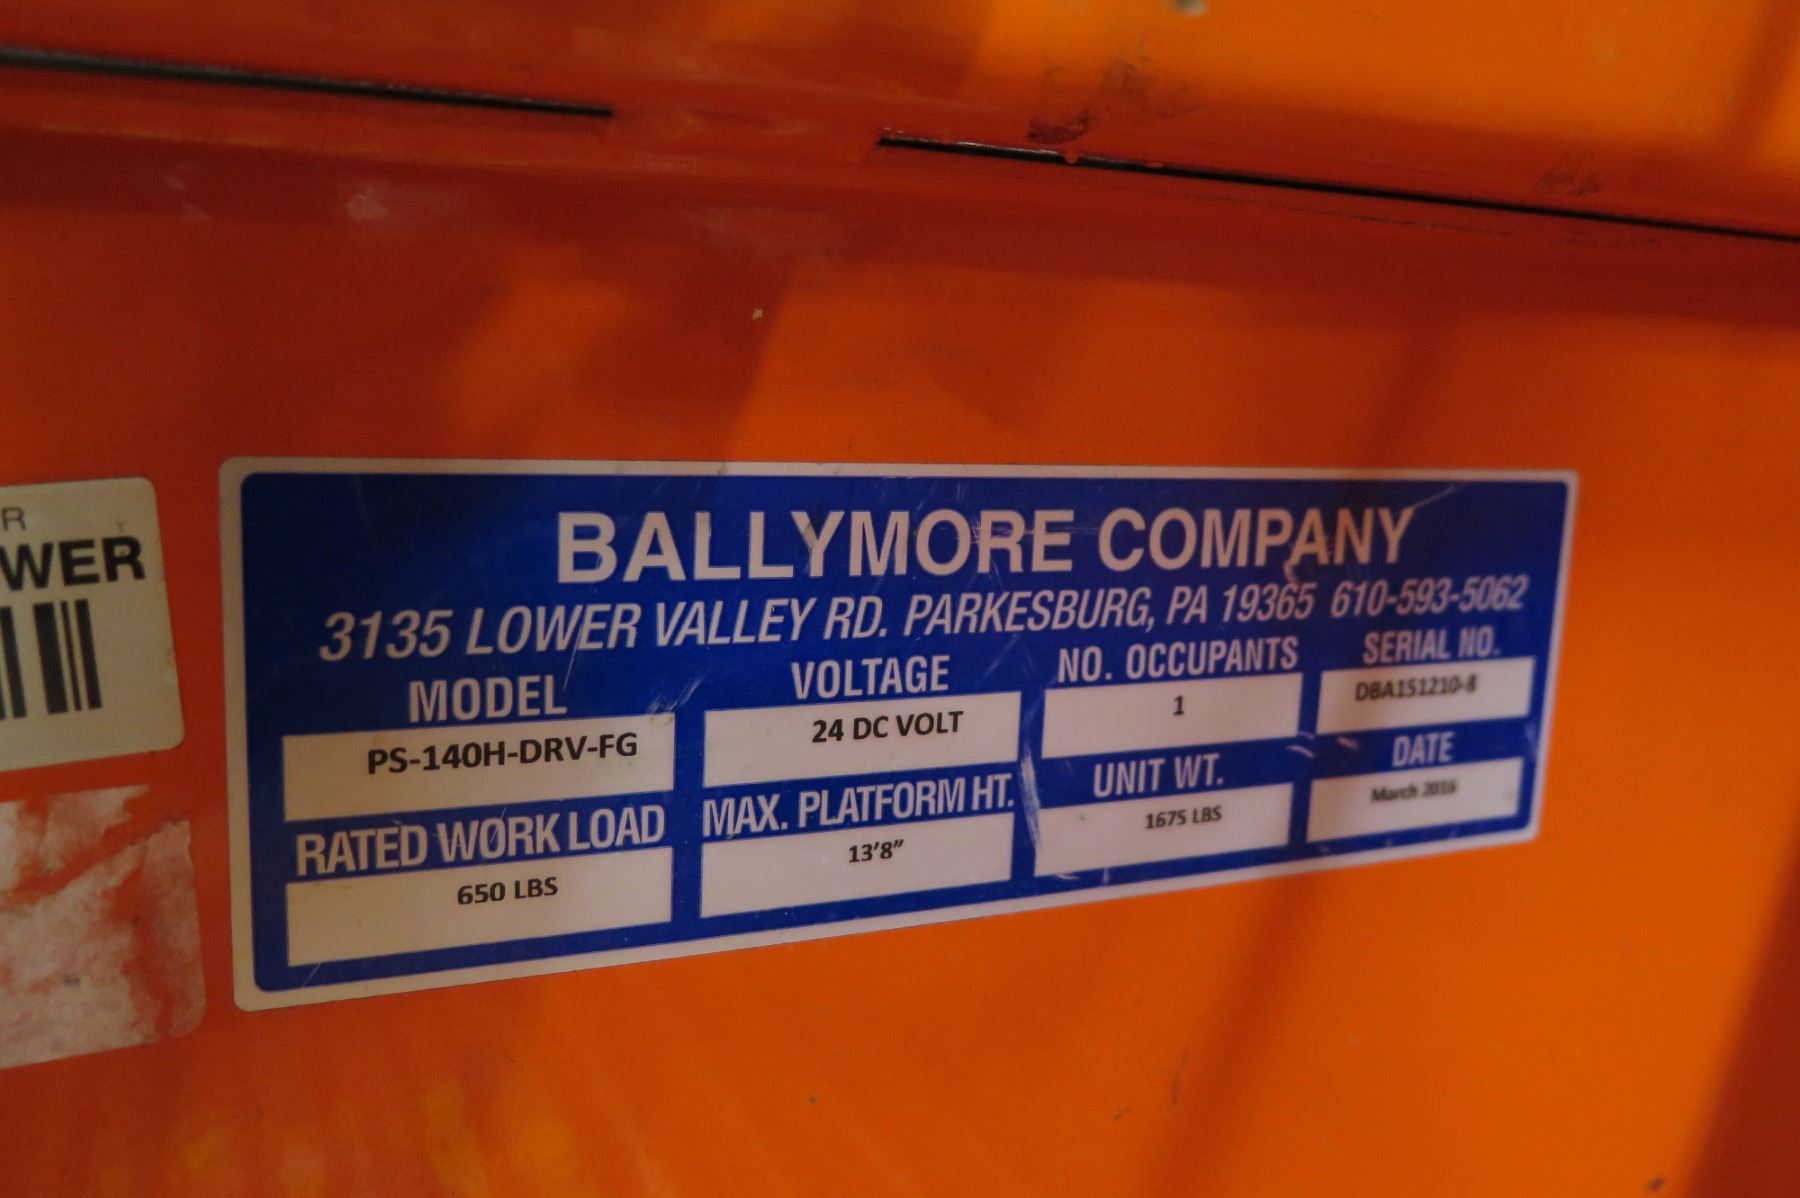 R
WER
BALLYMORE COMPANY
3135 LOWER VALLEY RD. PARKESBURG, PA 19365 610-593-5062
MODEL VOLTAGE NO. OCCUPANTS SERIAL NO.
PS-140H-DRV-FG 24 DC VOLT 1 DBA151210-8
RATED WORK LOAD MAX. PLATFORM HT. UNIT WT. DATE
650 LBS 13'8" 1675 LBS March